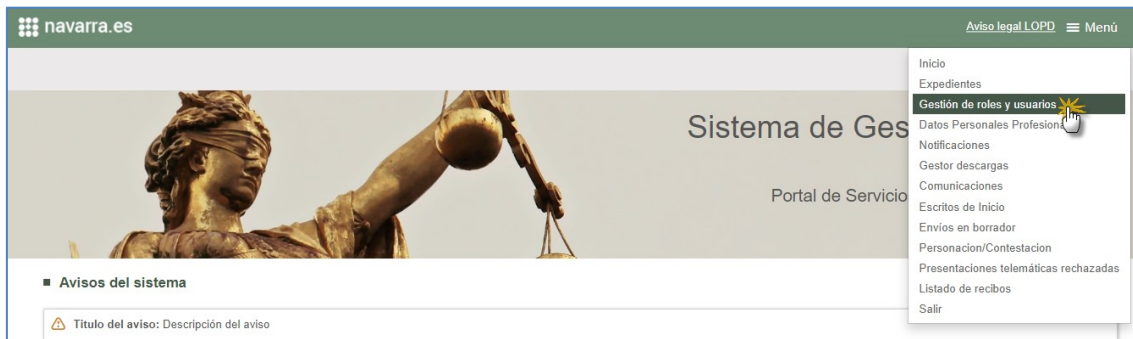 navarra.es
Aviso legal LOPD
Menú
Inicio
Expedientes
Gestión de roles y usuarios
Datos Personales
Notificaciones
Gestor descargas
Comunicaciones
Escritos de Inicio
Envíos en borrador
Personacion/Contestacion
Presentaciones telemáticas rechazadas
Listado de recibos
Salir
Sistema de Ges
Portal de Servicio
Avisos del sistema
Titulo del aviso: Descripción del aviso